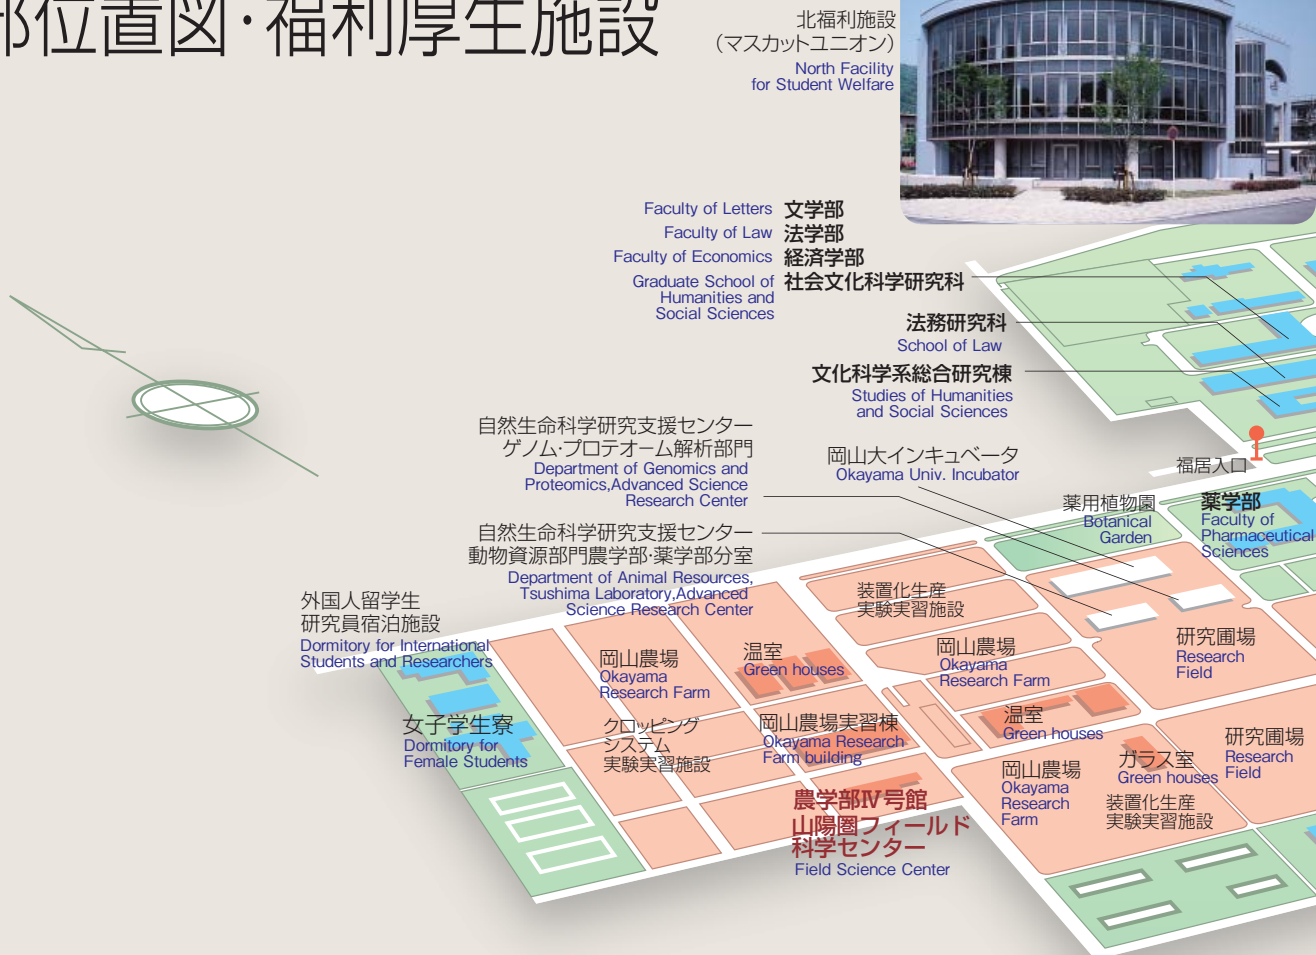 部位置図・福利厚生施設
北福利施設
（マスカットユニオン）
North Facility
for Student Welfare
Faculty of Letters 文学部
Faculty of Law 法学部
Faculty of Economics 経済学部
Graduate School of 社会文化科学研究科
Humanities and
Social Sciences
法務研究科
School of Law
文化科学系総合研究棟
Studies of Humanities
and Social Sciences
自然生命科学研究支援センター
ゲノム・プロテオーム解析部門
Department of Genomics and
Proteomics,Advanced Science
Research Center
岡山大インキュベータ
Okayama Univ. Incubator
福居入口
薬用植物園
Botanical
Garden
薬学部
Faculty of
Pharmaceutical
Sciences
自然生命科学研究支援センター
動物資源部門農学部・薬学部分室
Department of Animal Resources,
Tsushima Laboratory,Advanced
Science Research Center
外国人留学生
研究員宿泊施設
Dormitory for International
Students and Researchers
装置化生産
実験実習施設
岡山農場
Okayama
Research Farm
温室
Green houses
岡山農場
Okayama
Research Farm
研究圃場
Research
Field
女子学生寮
Dormitory for
Female Students
クロッピング
システム
実験実習施設
岡山農場実習棟
Okayama Research
Farm building
温室
Green houses
岡山農場
Okayama
Research
Farm
ガラス室
Green houses
研究圃場
Research
Field
装置化生産
実験実習施設
農学部Ⅳ号館
山陽圏フィールド
科学センター
Field Science Center